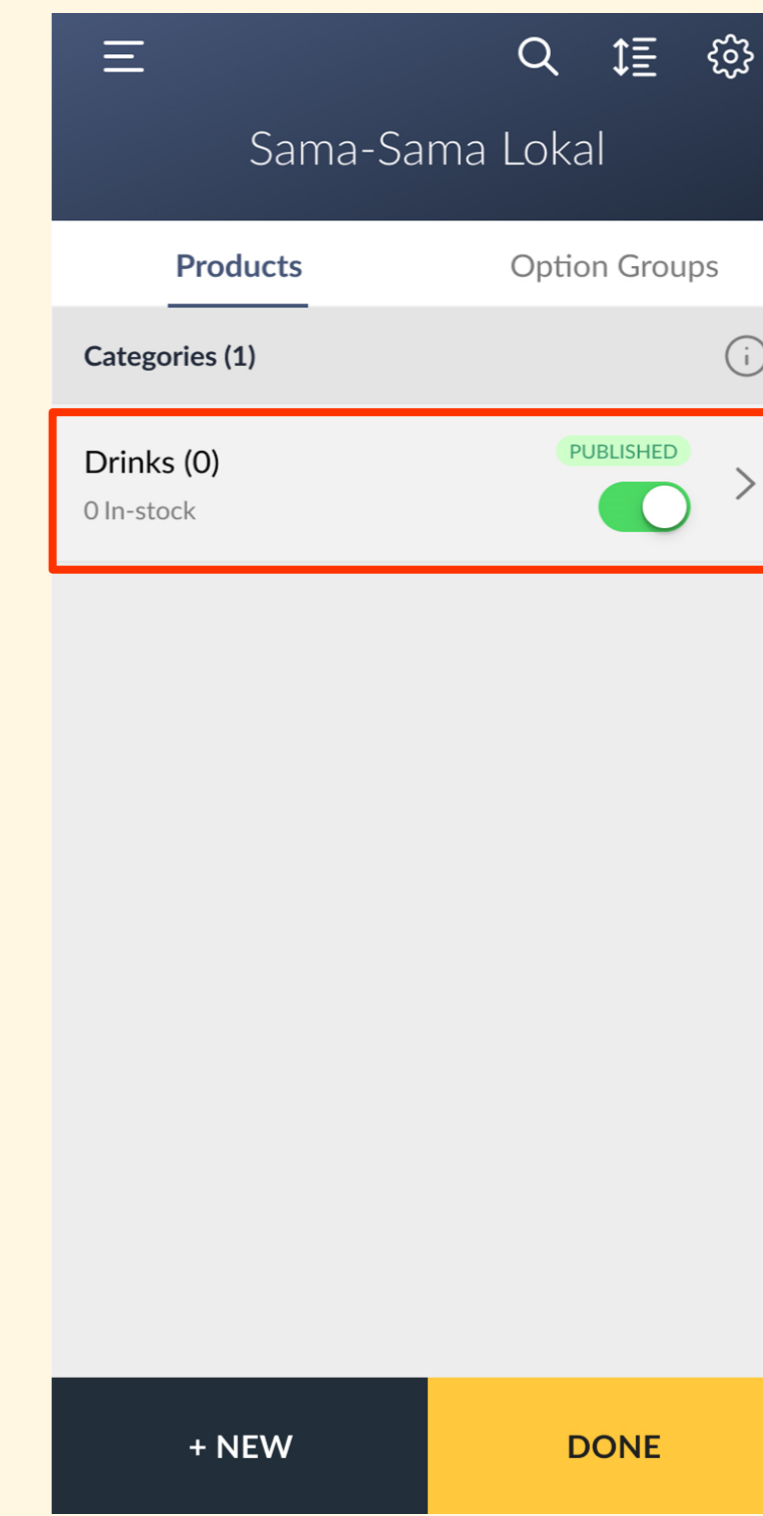 Sama-Sama Lokal
Products
Option Groups
Categories (1)
Drinks (0)
PUBLISHED
0 In-stock
+ NEW
DONE